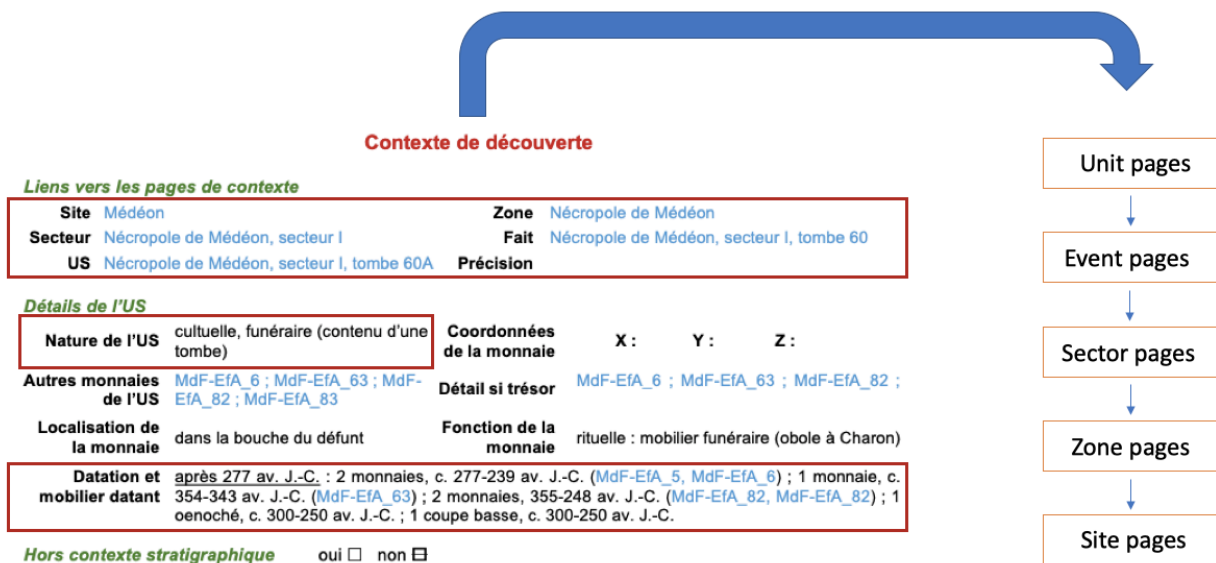 Contexte de découverte
Liens vers les pages de contexte
Site Médéon Zone Nécropole de Médéon
Secteur Nécropole de Médéon, secteur I Fait Nécropole de Médéon, secteur I, tombe 60
US Nécropole de Médéon, secteur I, tombe 60A Précision
Détails de l'US
Nature de l'US cultuelle, funéraire (contenu d'une
tombe)
Coordonnées
de la monnaie X : Y : Z :
Autres monnaies
de l'US MdF-EfA_6 ; MdF-EfA_63 ; MdF-
EfA_82 ; MdF-EfA_83
Détail si trésor MdF-EfA_6 ; MdF-EfA_63 ; MdF-EfA_82 ;
MdF-EfA_83
Localisation de
la monnaie dans la bouche du défunt
Fonction de la
monnaie rituelle : mobilier funéraire (obole à Charon)
Datation et
mobilier datant après 277 av. J.-C. : 2 monnaies, c. 277-239 av. J.-C. (MdF-EfA_5, MdF-EfA_6) ; 1 monnaie, c.
354-343 av. J.-C. (MdF-EfA_63) ; 2 monnaies, 355-248 av. J.-C. (MdF-EfA_82, MdF-EfA_82) ; 1
oenoché, c. 300-250 av. J.-C. ; 1 coupe basse, c. 300-250 av. J.-C.
Hors contexte stratigraphique oui ☐ non ⊟
Unit pages
Event pages
Sector pages
Zone pages
Site pages